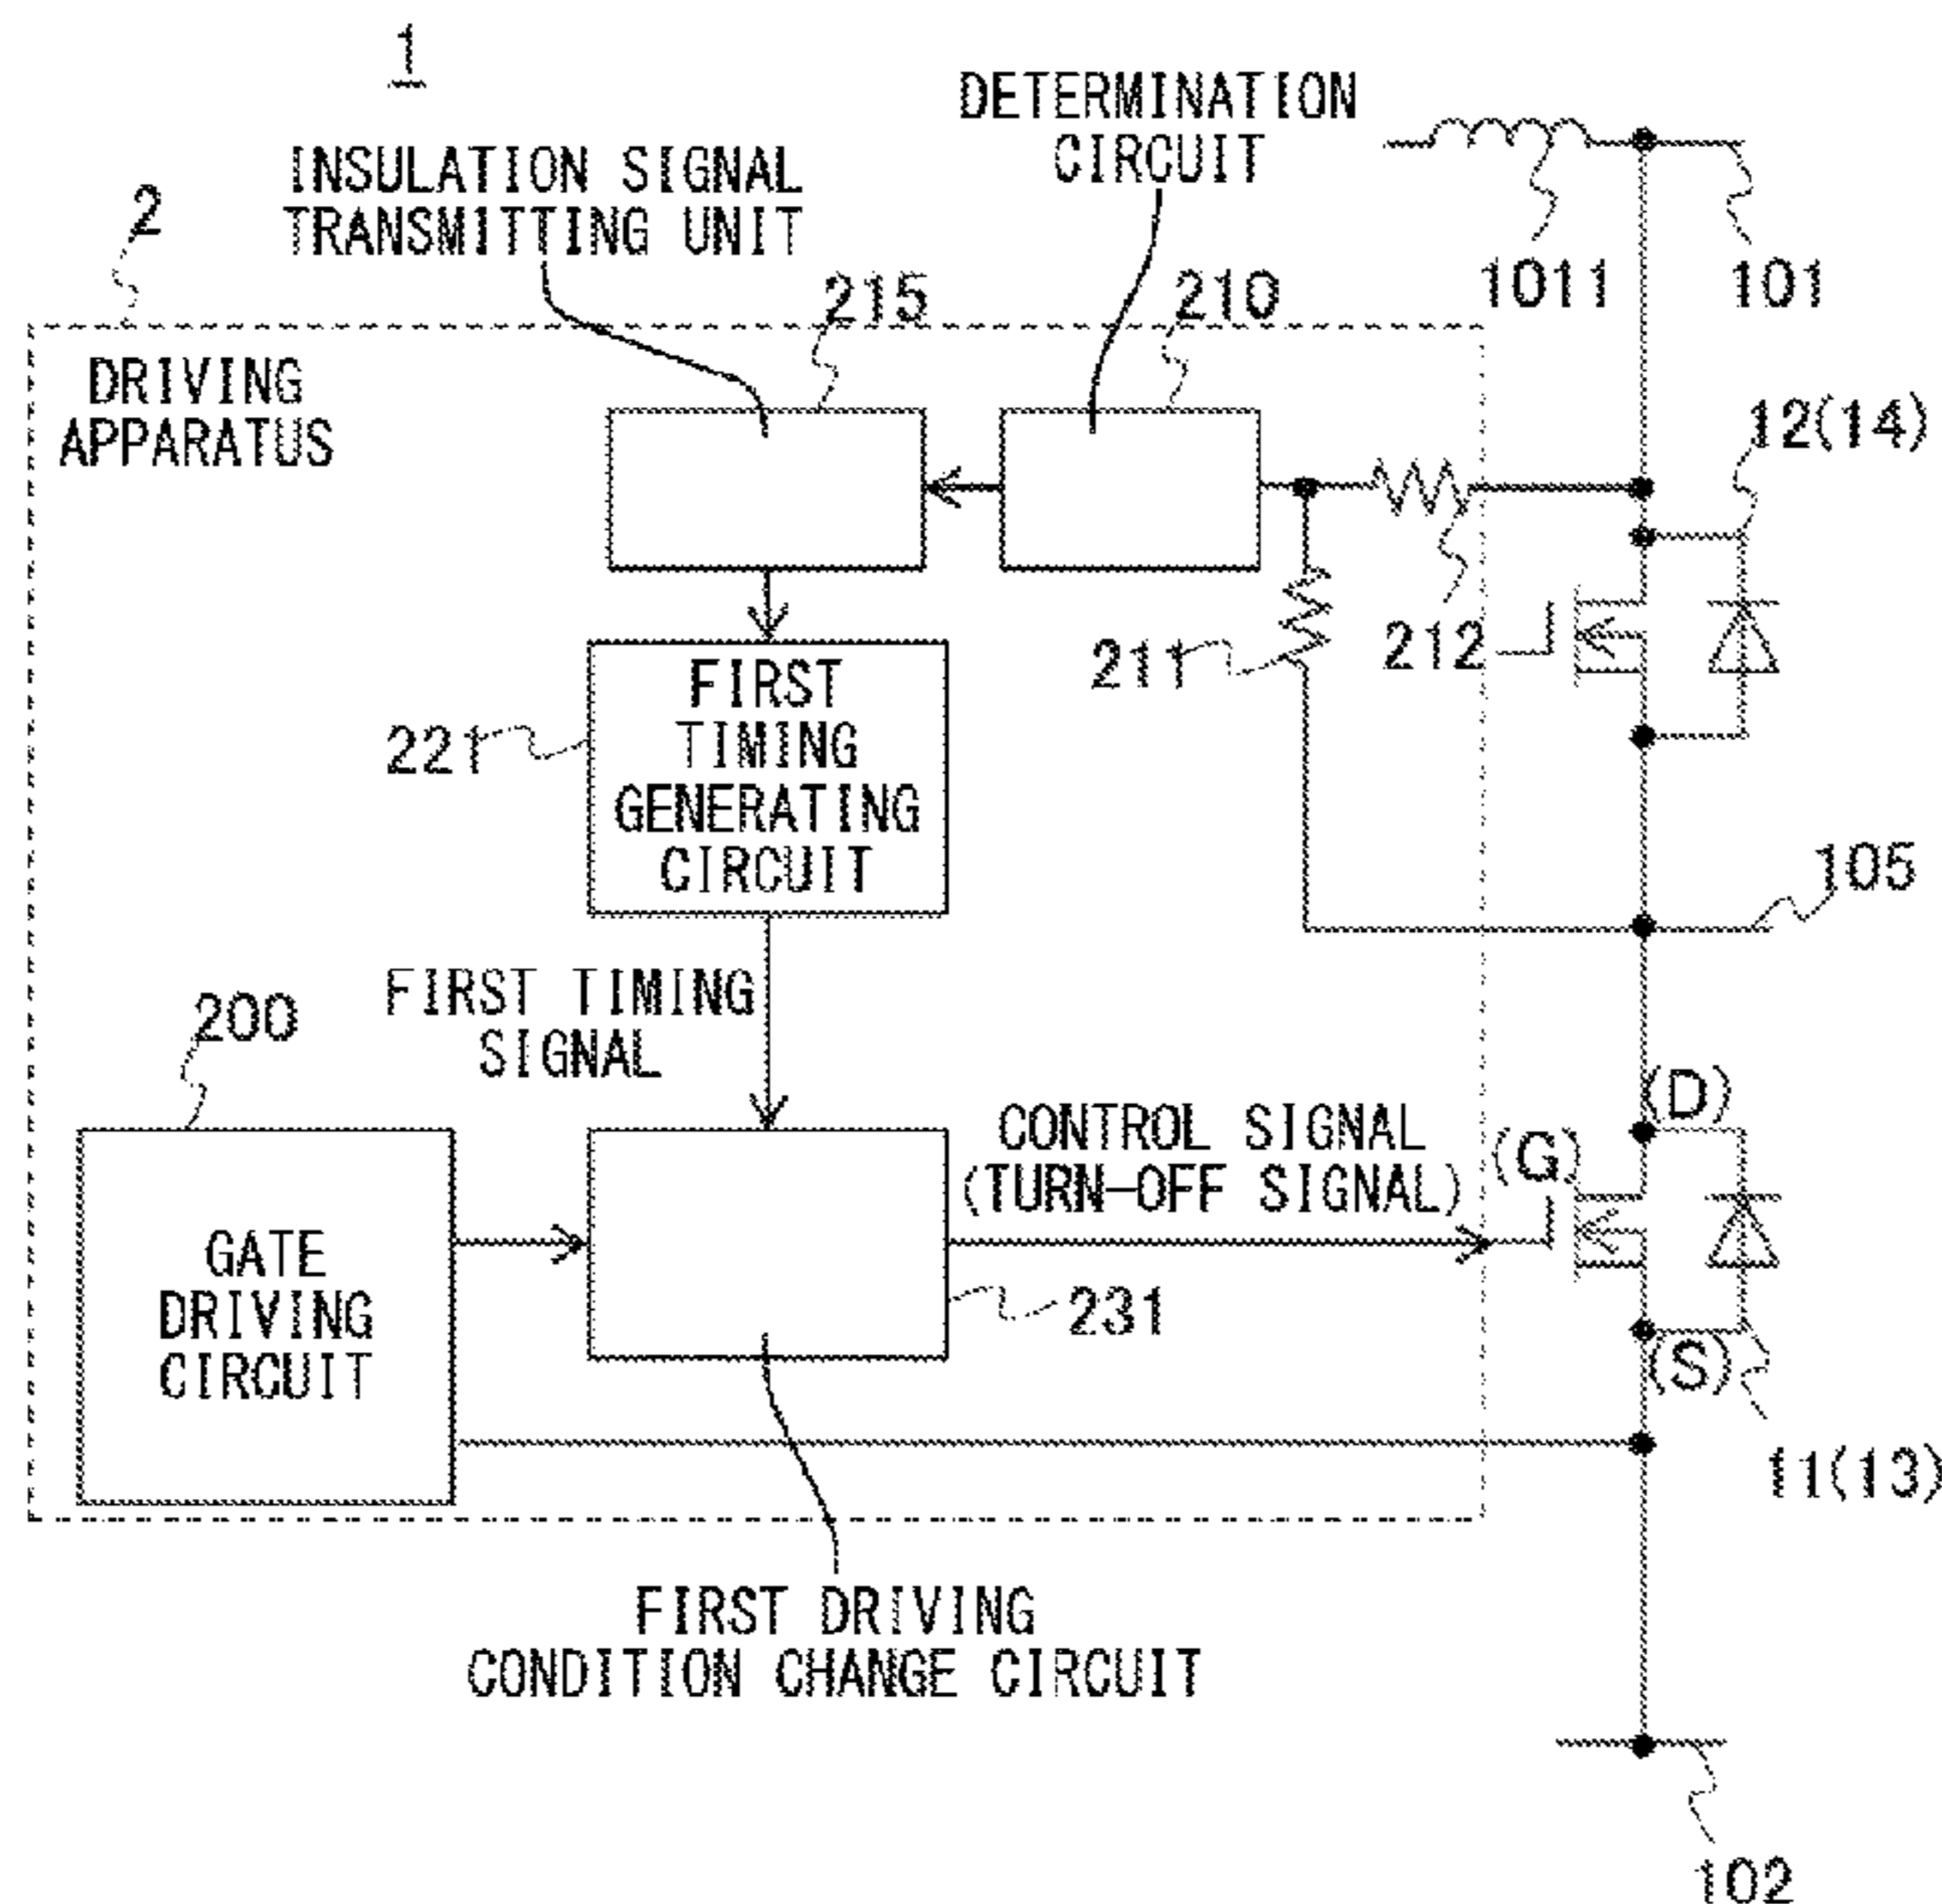 1
DETERMINATION
CIRCUIT
INSULATION SIGNAL
TRANSMITTING UNIT
2
215
210
1011
101
DRIVING
APPARATUS
12(14)
211
212
221
FIRST
TIMING
GENERATING
CIRCUIT
105
FIRST TIMING
SIGNAL
200
(D)
CONTROL SIGNAL
(TURN-OFF SIGNAL)
(G)
GATE
DRIVING
CIRCUIT
231
(S)
11(13)
FIRST DRIVING
CONDITION CHANGE CIRCUIT
102